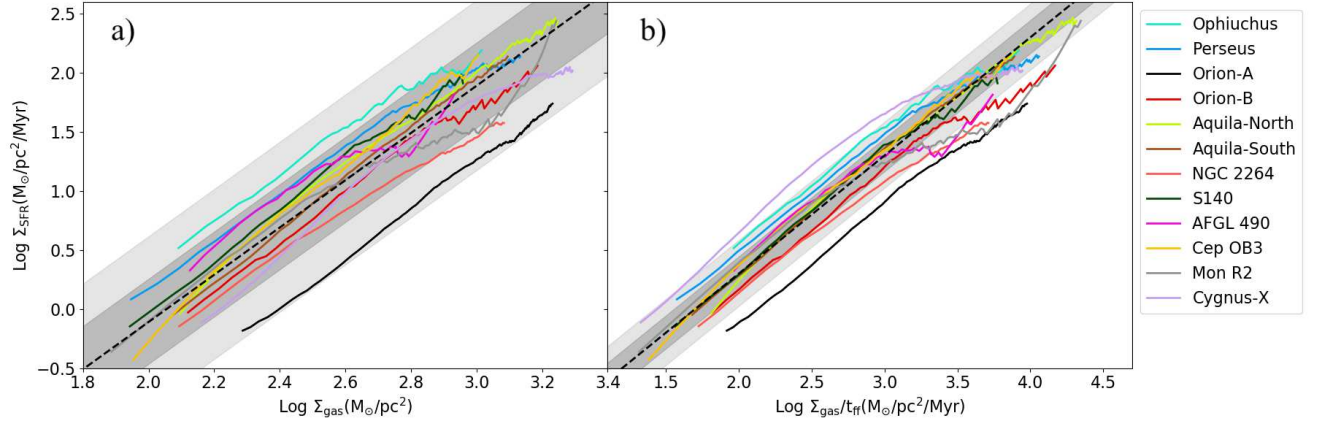 a)
b)
2.5
2.0
1.5
1.0
0.5
0.0
−0.5
Log Σ_SFR(M_⊙/pc²/Myr)
1.8 2.0 2.2 2.4 2.6 2.8 3.0 3.2 3.4
1.5 2.0 2.5 3.0 3.5 4.0 4.5
Log Σ_gas(M_⊙/pc²)
Log Σ_gas/t_ff(M_⊙/pc²/Myr)
Ophiuchus
Perseus
Orion-A
Orion-B
Aquila-North
Aquila-South
NGC 2264
S140
AFGL 490
Cep OB3
Mon R2
Cygnus-X